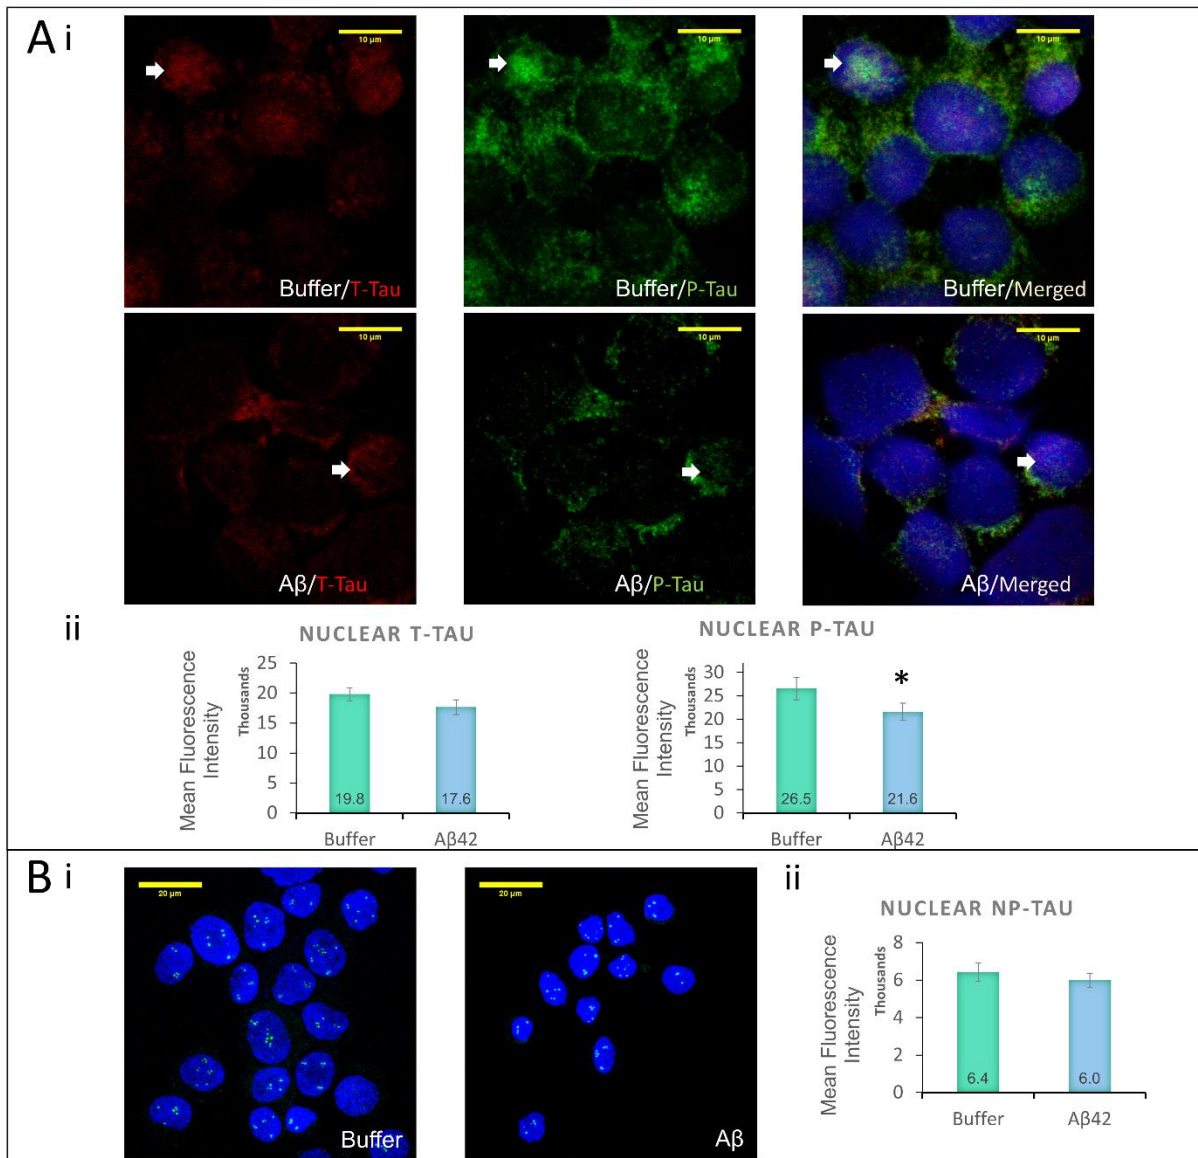 A i
10 µm
10 µm
10 µm
Buffer/T-Tau
Buffer/P-Tau
Buffer/Merged
10 µm
10 µm
10 µm
Aβ/T-Tau
Aβ/P-Tau
Aβ/Merged
ii
NUCLEAR T-TAU
Mean Fluorescence
Intensity
Thousands
25
20
15
10
5
0
19.8
17.6
Buffer
Aβ42
NUCLEAR P-TAU
Mean Fluorescence
Intensity
Thousands
30
25
20
15
10
5
0
*
26.5
21.6
Buffer
Aβ42
B i
20 µm
Buffer
20 µm
Aβ
ii
NUCLEAR NP-TAU
Mean Fluorescence
Intensity
Thousands
8
6
4
2
0
6.4
6.0
Buffer
Aβ42